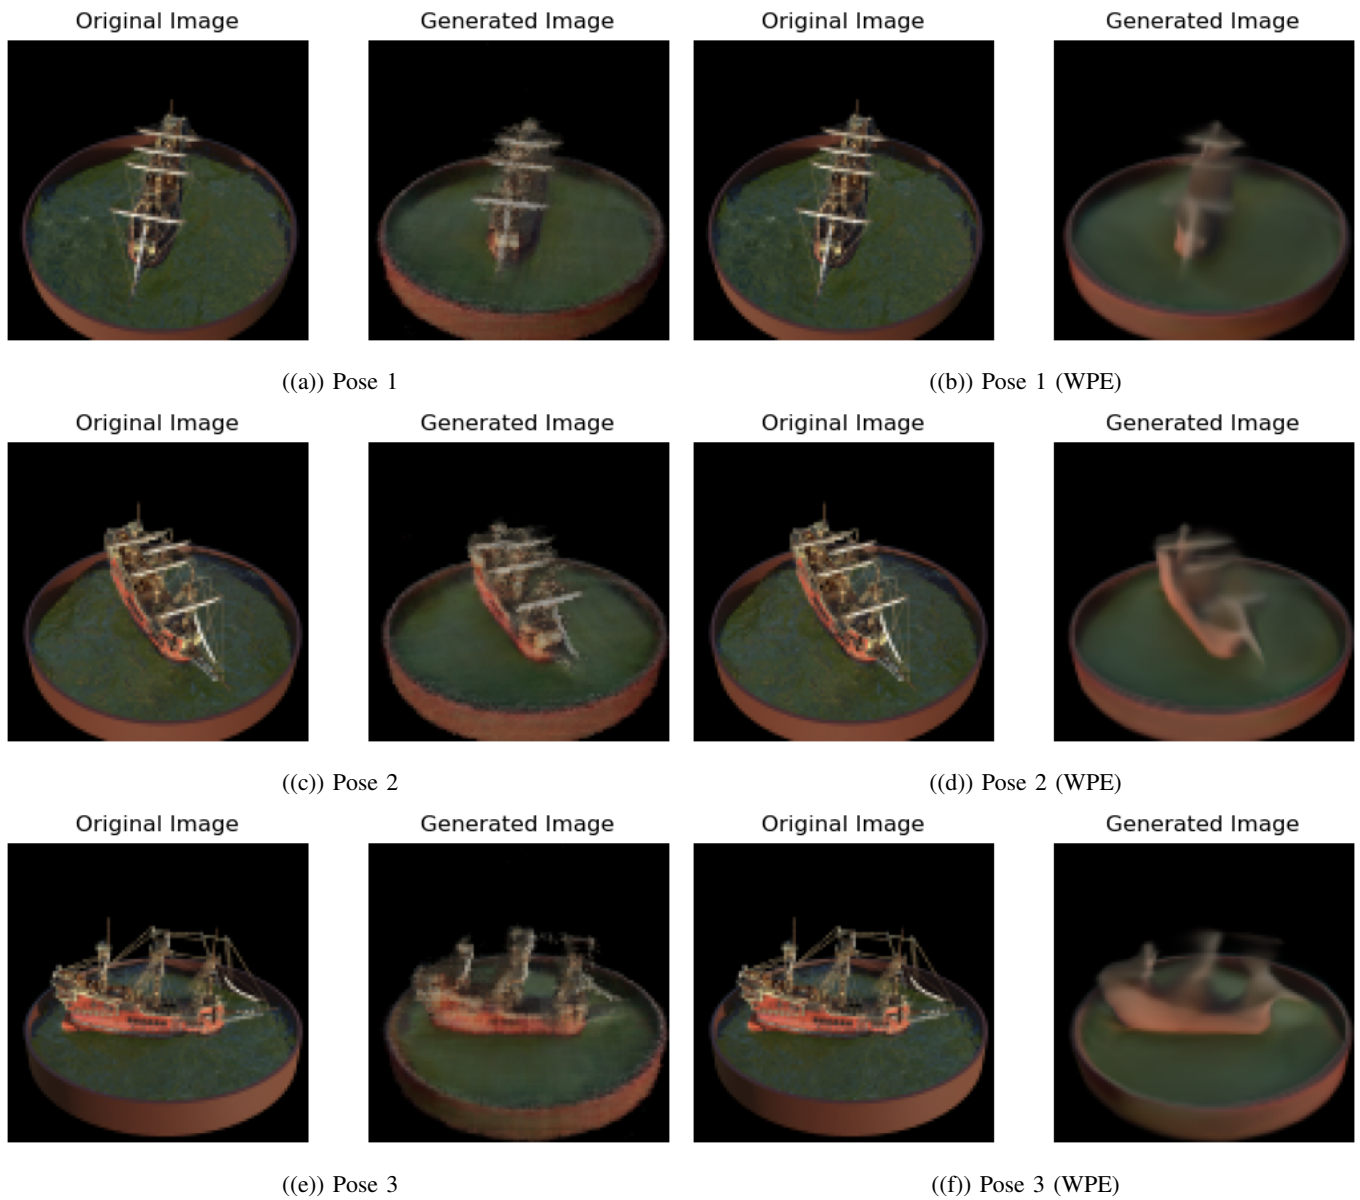 Original Image Generated Image Original Image Generated Image
((a)) Pose 1 ((b)) Pose 1 (WPE)
Original Image Generated Image Original Image Generated Image
((c)) Pose 2 ((d)) Pose 2 (WPE)
Original Image Generated Image Original Image Generated Image
((e)) Pose 3 ((f)) Pose 3 (WPE)